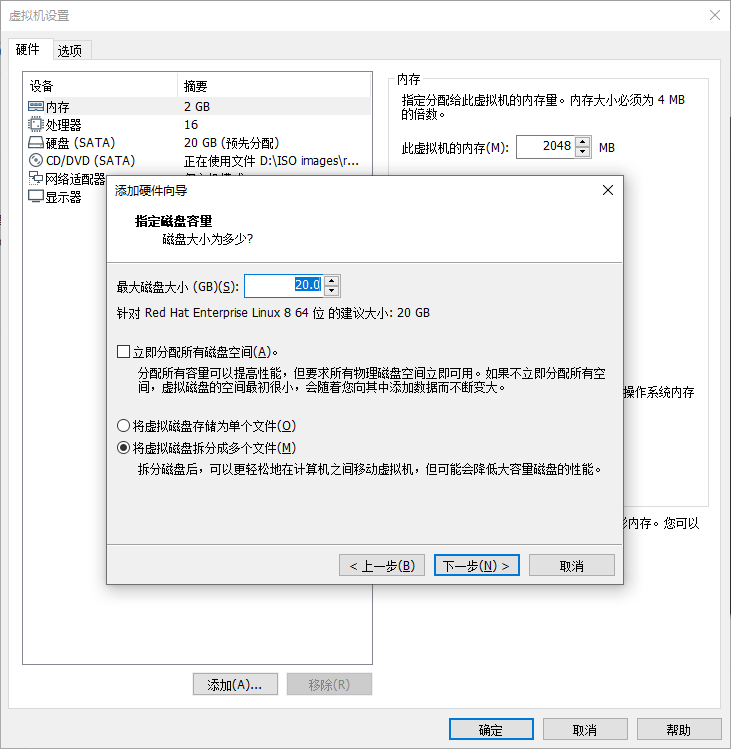 虚拟机设置
硬件
选项
设备
摘要
内存
2 GB
处理器
16
硬盘 (SATA)
20 GB (预先分配)
CD/DVD (SATA)
正在使用文件 D:\ISO images\r...
网络适配器
显示器
内存
指定分配给此虚拟机的内存量。内存大小必须为 4 MB
的倍数。
此虚拟机的内存(M):
2048
MB
添加硬件向导
指定磁盘容量
磁盘大小为多少?
最大磁盘大小 (GB)(S):
20.0
针对 Red Hat Enterprise Linux 8 64 位 的建议大小: 20 GB
立即分配所有磁盘空间(A)。
分配所有容量可以提高性能，但要求所有物理磁盘空间立即可用。如果不立即分配所有空
间，虚拟磁盘的空间最初很小，会随着您向其中添加数据而不断变大。
将虚拟磁盘存储为单个文件(O)
将虚拟磁盘拆分成多个文件(M)
拆分磁盘后，可以更轻松地在计算机之间移动虚拟机，但可能会降低大容量磁盘的性能。
操作系统内存
内存。您可以
< 上一步(B)
下一步(N) >
取消
添加(A)...
移除(R)
确定
取消
帮助